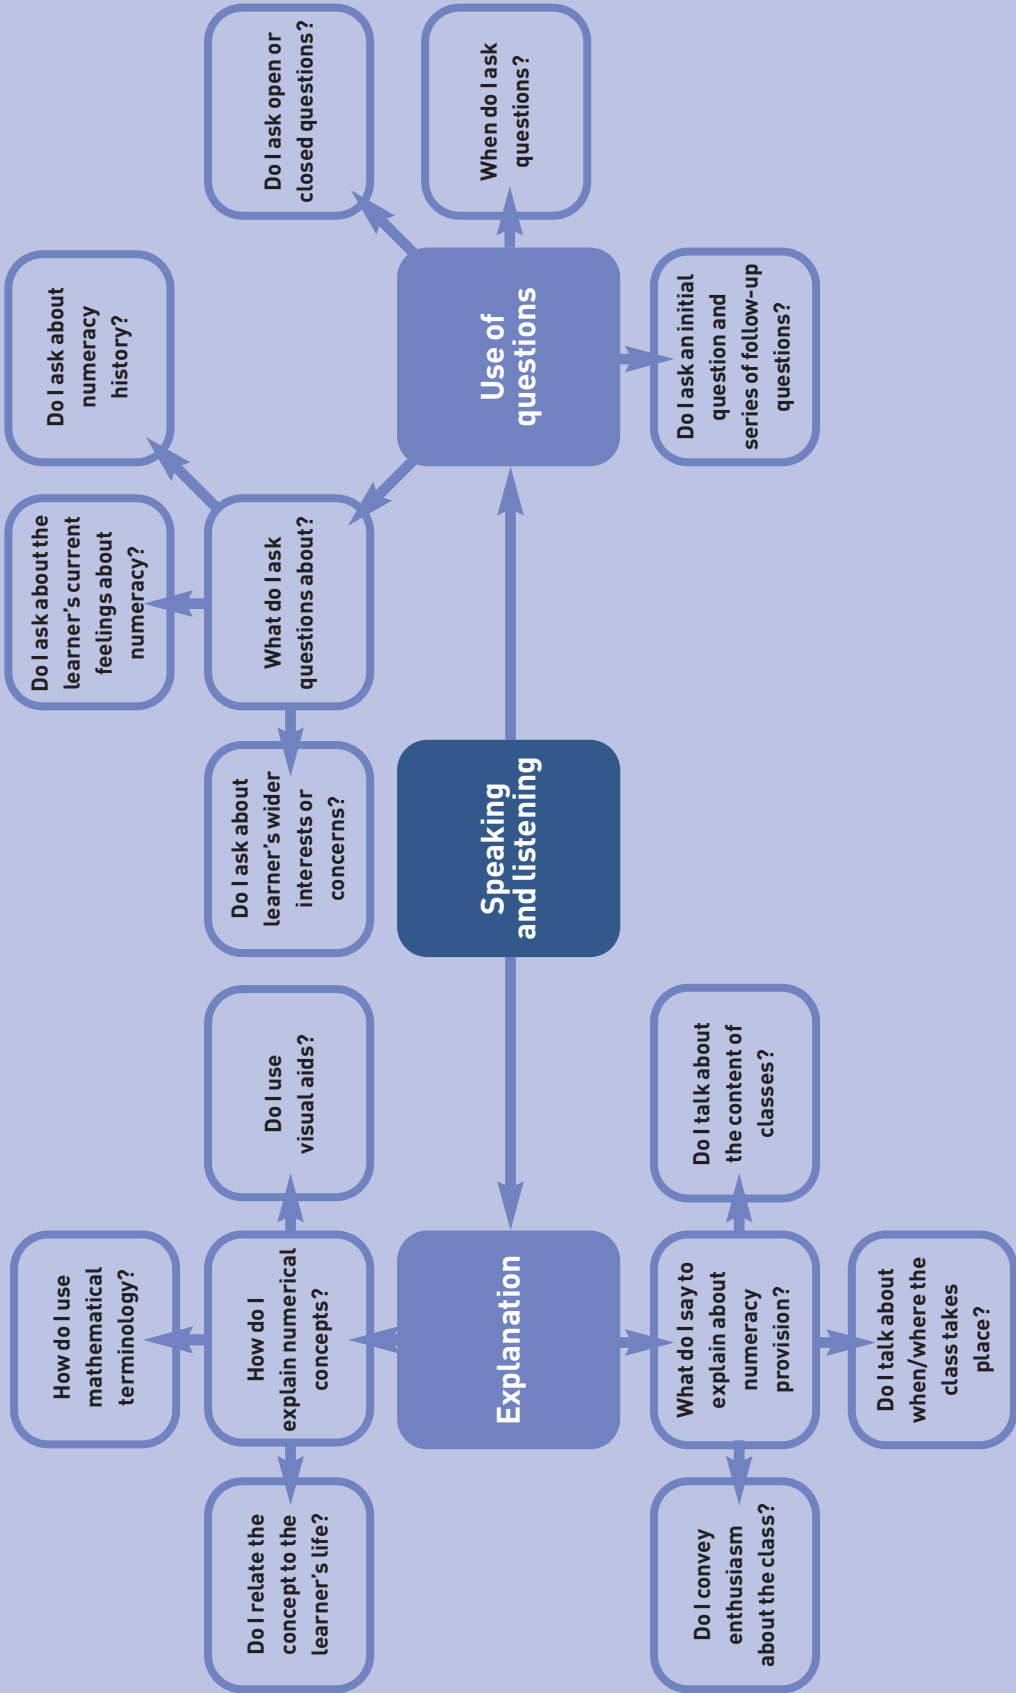 How do I use
mathematical
terminology?
Do I ask about the
learner's current
feelings about
numeracy?
Do I ask about
numeracy
history?
Do I relate the
concept to the
learner's life?
How do I
explain numerical
concepts?
Do I use
visual aids?
Do I ask about
learner's wider
interests or
concerns?
What do I ask
questions about?
Do I ask open or
closed questions?
Explanation
Speaking
and listening
Use of
questions
When do I ask
questions?
Do I convey
enthusiasm
about the class?
What do I say to
explain about
numeracy
provision?
Do I talk about
the content of
classes?
Do I ask an initial
question and
series of follow-up
questions?
Do I talk about
when/where the
class takes
place?